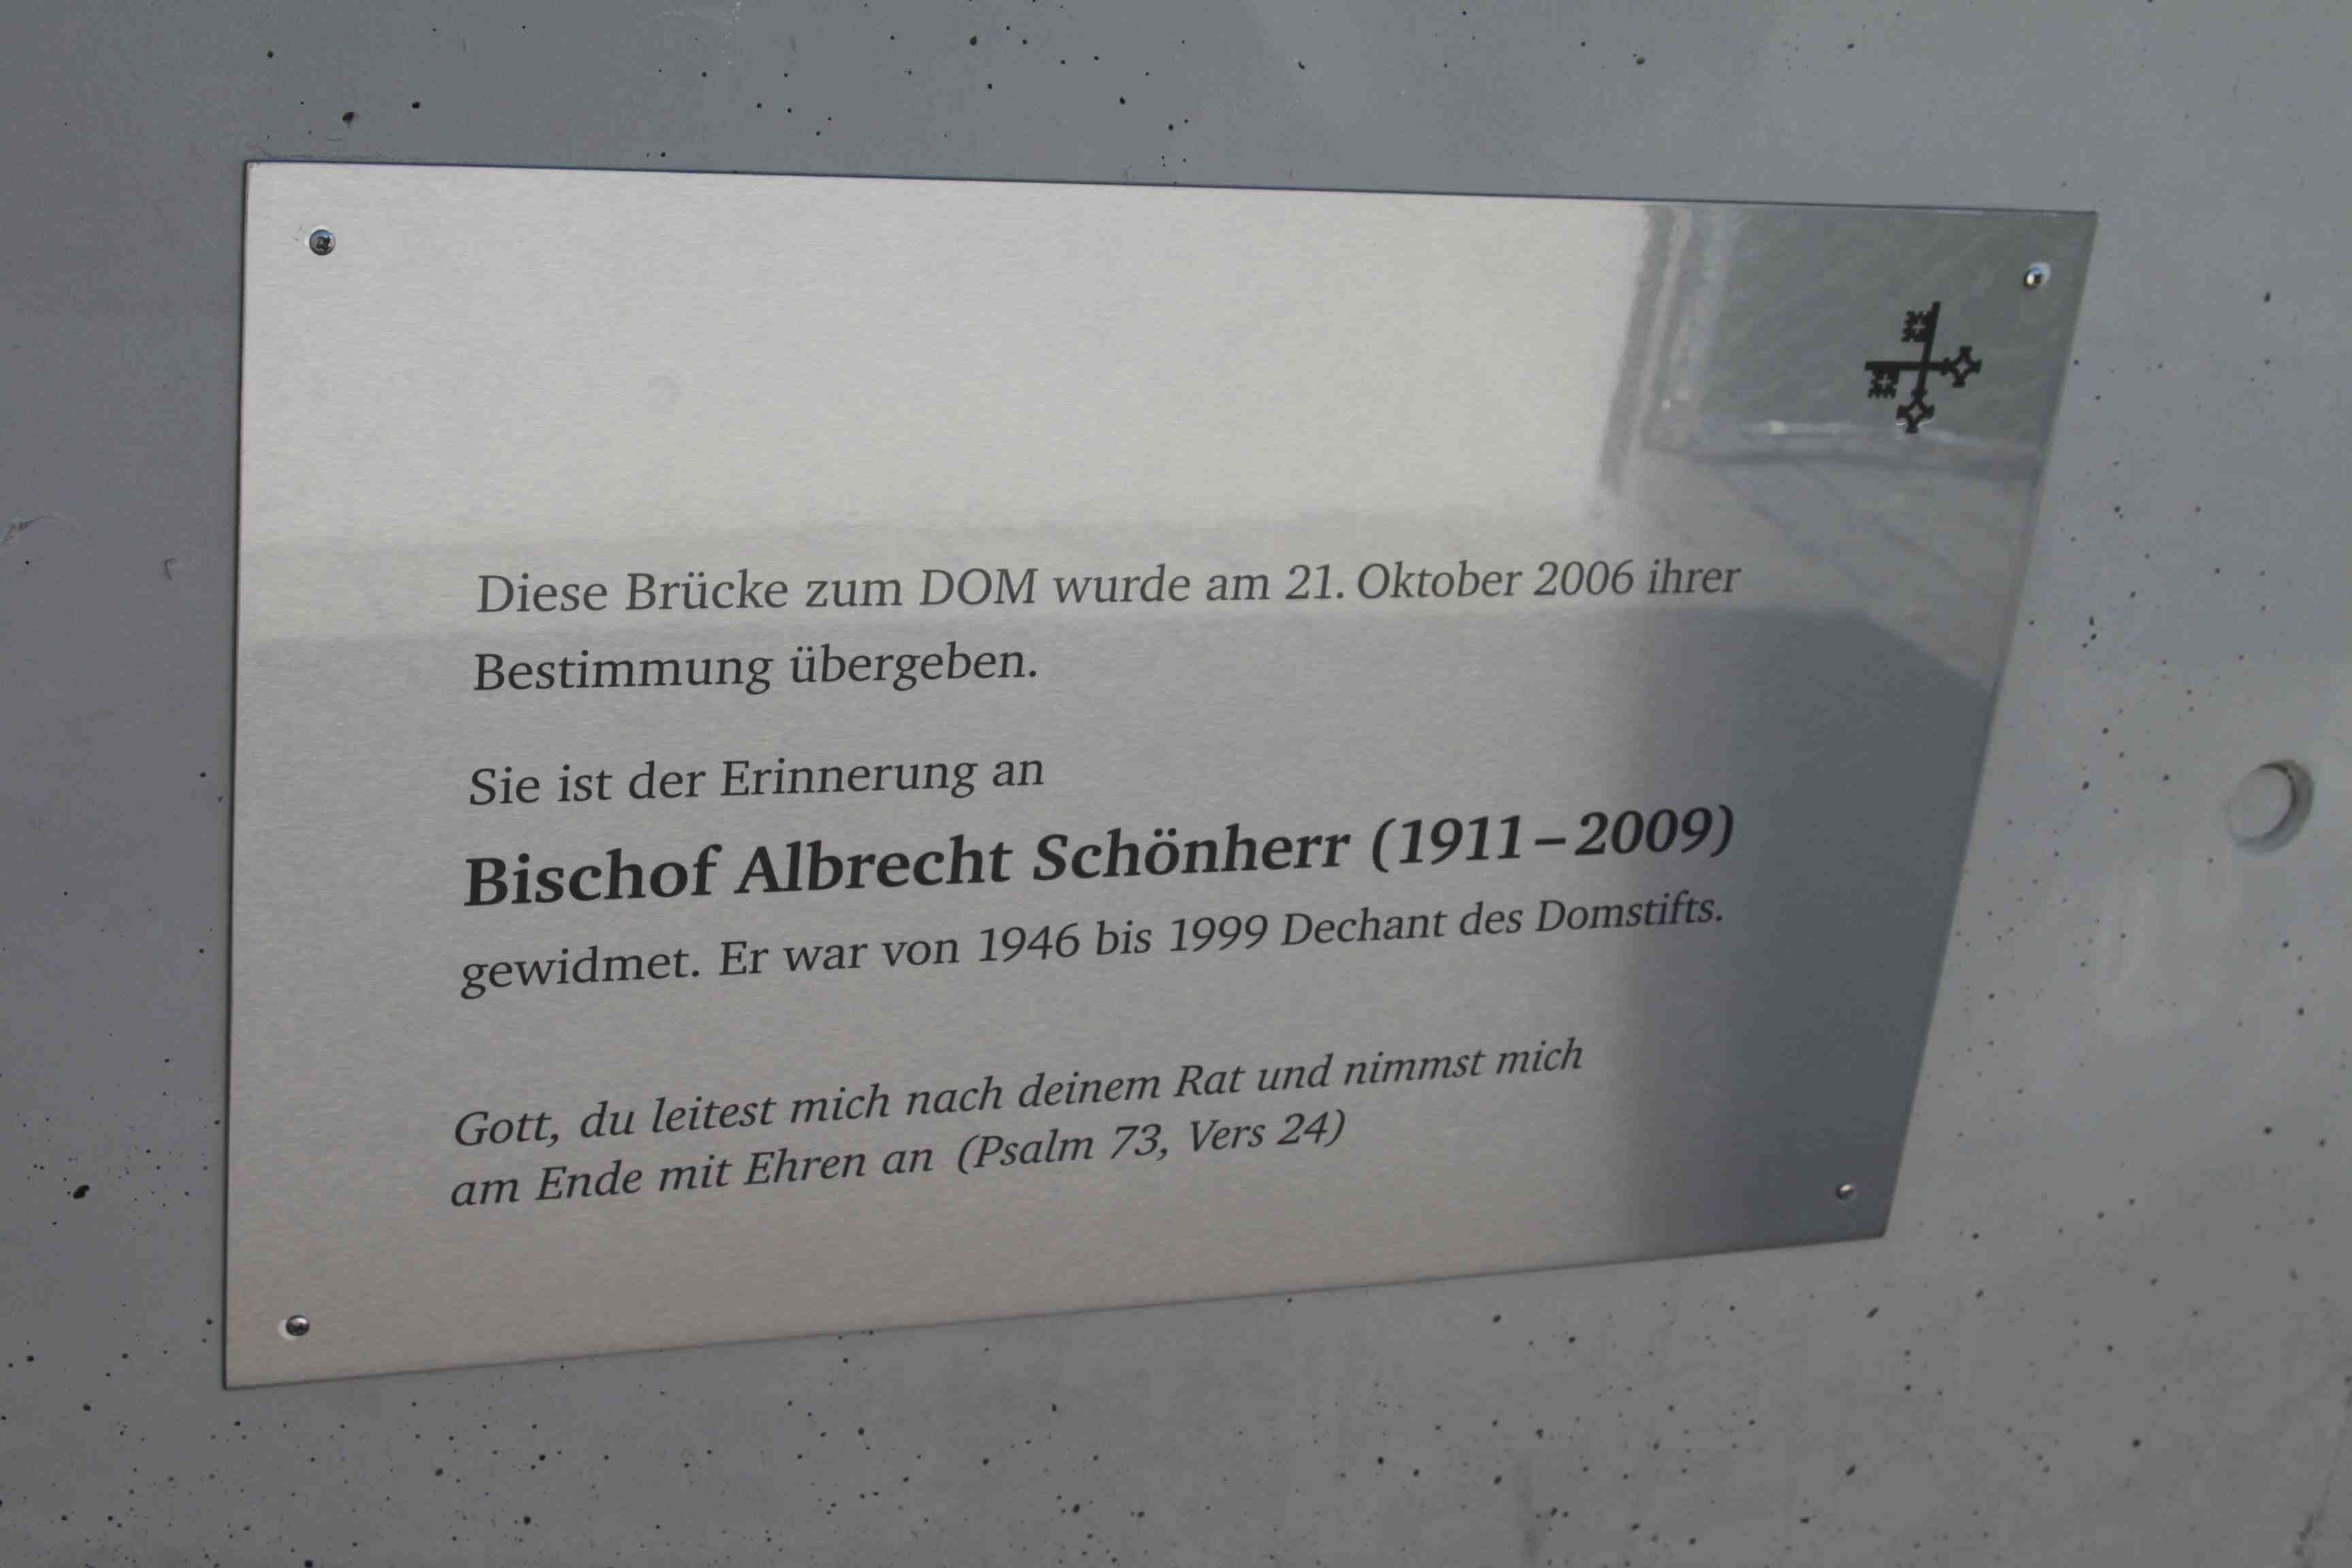 Diese Brücke zum DOM wurde am 21. Oktober 2006 ihrer
Bestimmung übergeben.
Sie ist der Erinnerung an
Bischof Albrecht Schönherr (1911–2009)
gewidmet. Er war von 1946 bis 1999 Dechant des Domstifts.
Gott, du leitest mich nach deinem Rat und nimmst mich
am Ende mit Ehren an (Psalm 73, Vers 24)